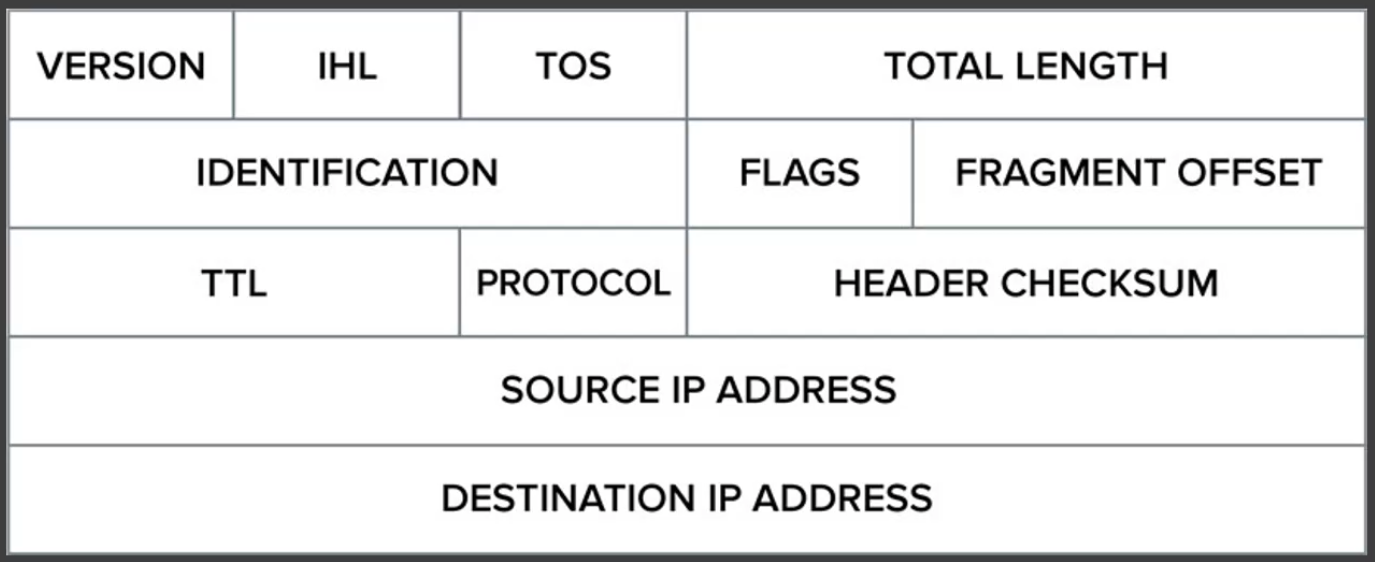 VERSION IHL TOS TOTAL LENGTH
IDENTIFICATION FLAGS FRAGMENT OFFSET
TTL PROTOCOL HEADER CHECKSUM
SOURCE IP ADDRESS
DESTINATION IP ADDRESS